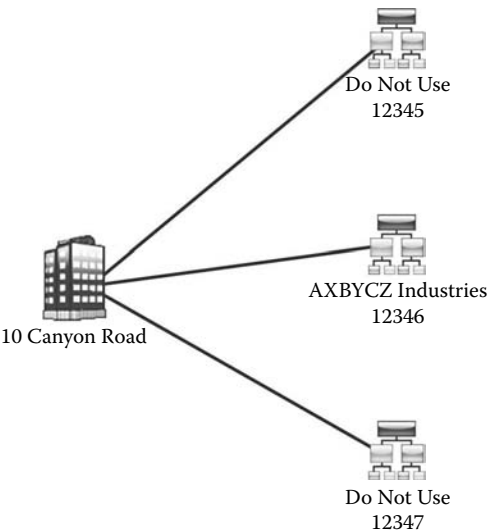 Do Not Use
12345
AXBYCZ Industries
12346
10 Canyon Road
Do Not Use
12347